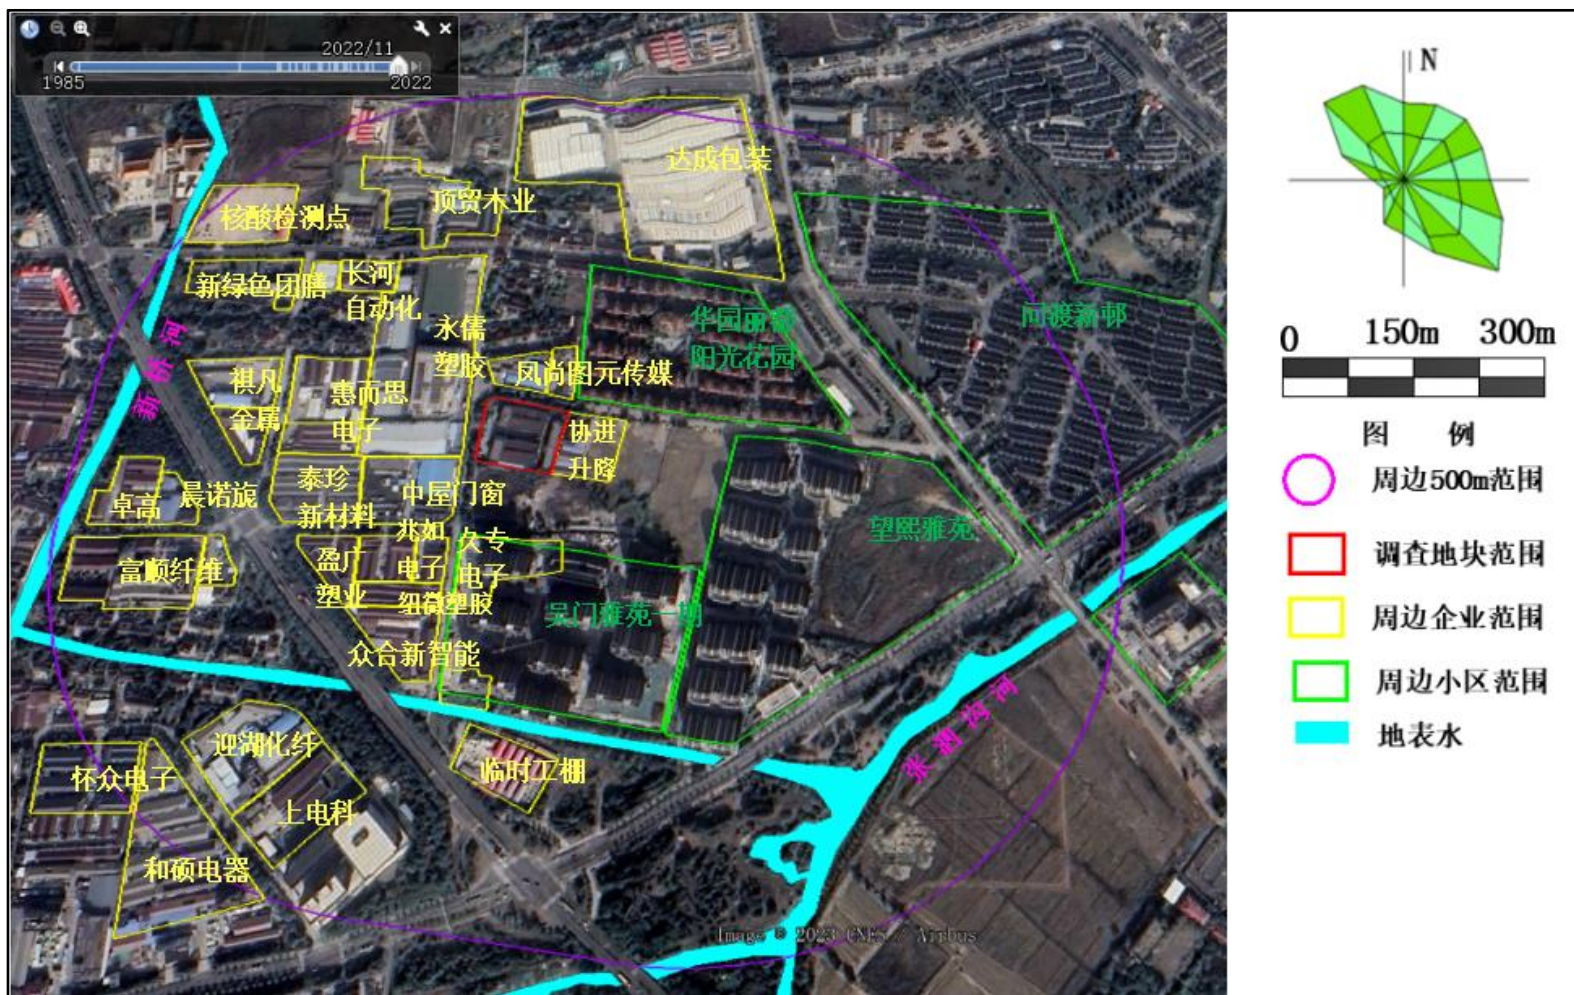 2022/11
1985
2022
达成包装
顶贸木业
核酸检测点
新绿色团膳
长河
自动化
永儒
塑胶
华园丽都
阳光花园
问渡新邨
凤尚图元传媒
祺凡
金属
惠而思
电子
协进
升降
新桥河
泰珍
新材料
中屋门窗
卓高
晨诺旋
兆如
电子
久专
电子
望熙雅苑
富顺纤维
盈广
塑业
塑胶
吴门雅苑一期
众合新智能
迎湖化纤
怀众电子
上电科
临时工棚
和硕电器
Image © 2023 CNES / Airbus
N
0 150m 300m
图 例
周边500m范围
调查地块范围
周边企业范围
周边小区范围
地表水